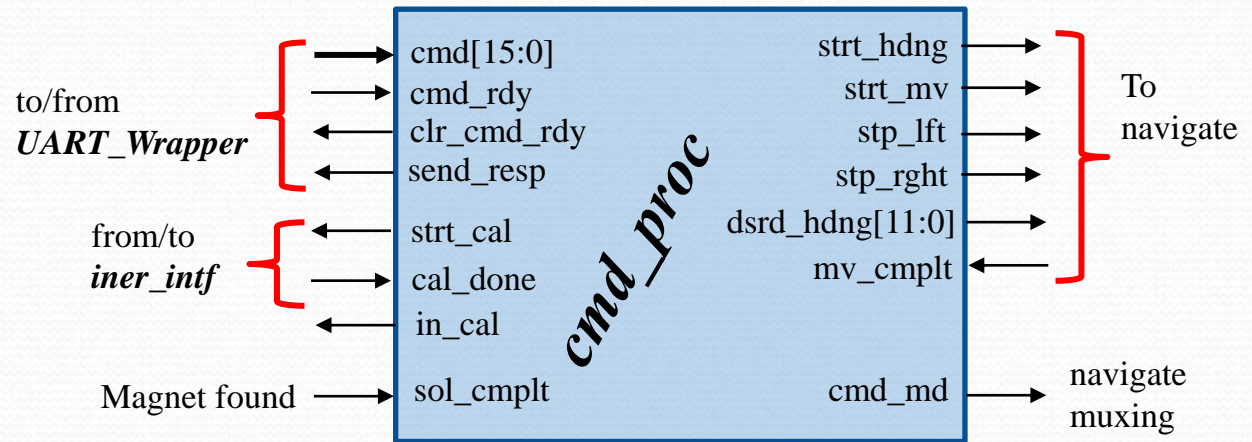 to/from
UART_Wrapper
from/to
iner_intf
Magnet found
cmd[15:0]
cmd_rdy
clr_cmd_rdy
send_resp
strt_cal
cal_done
in_cal
sol_cmplt
cmd_proc
strt_hdng
strt_mv
stp_lft
stp_rght
dsrd_hdng[11:0]
mv_cmplt
cmd_md
To
navigate
navigate
muxing